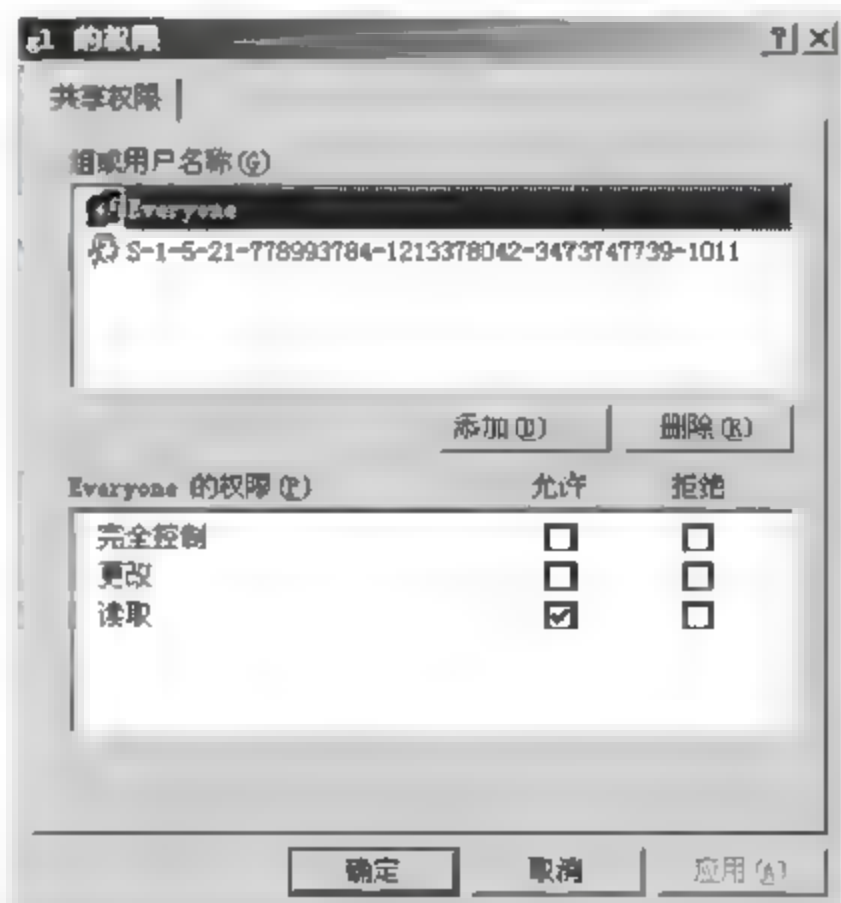 g1 的权限
共享权限
组或用户名称(G)
Everyone
S-1-5-21-778993784-1213378042-3473747739-1011
添加(D) 删除(R)
Everyone 的权限(P) 允许 拒绝
完全控制
更改
读取
确定 取消 应用(A)